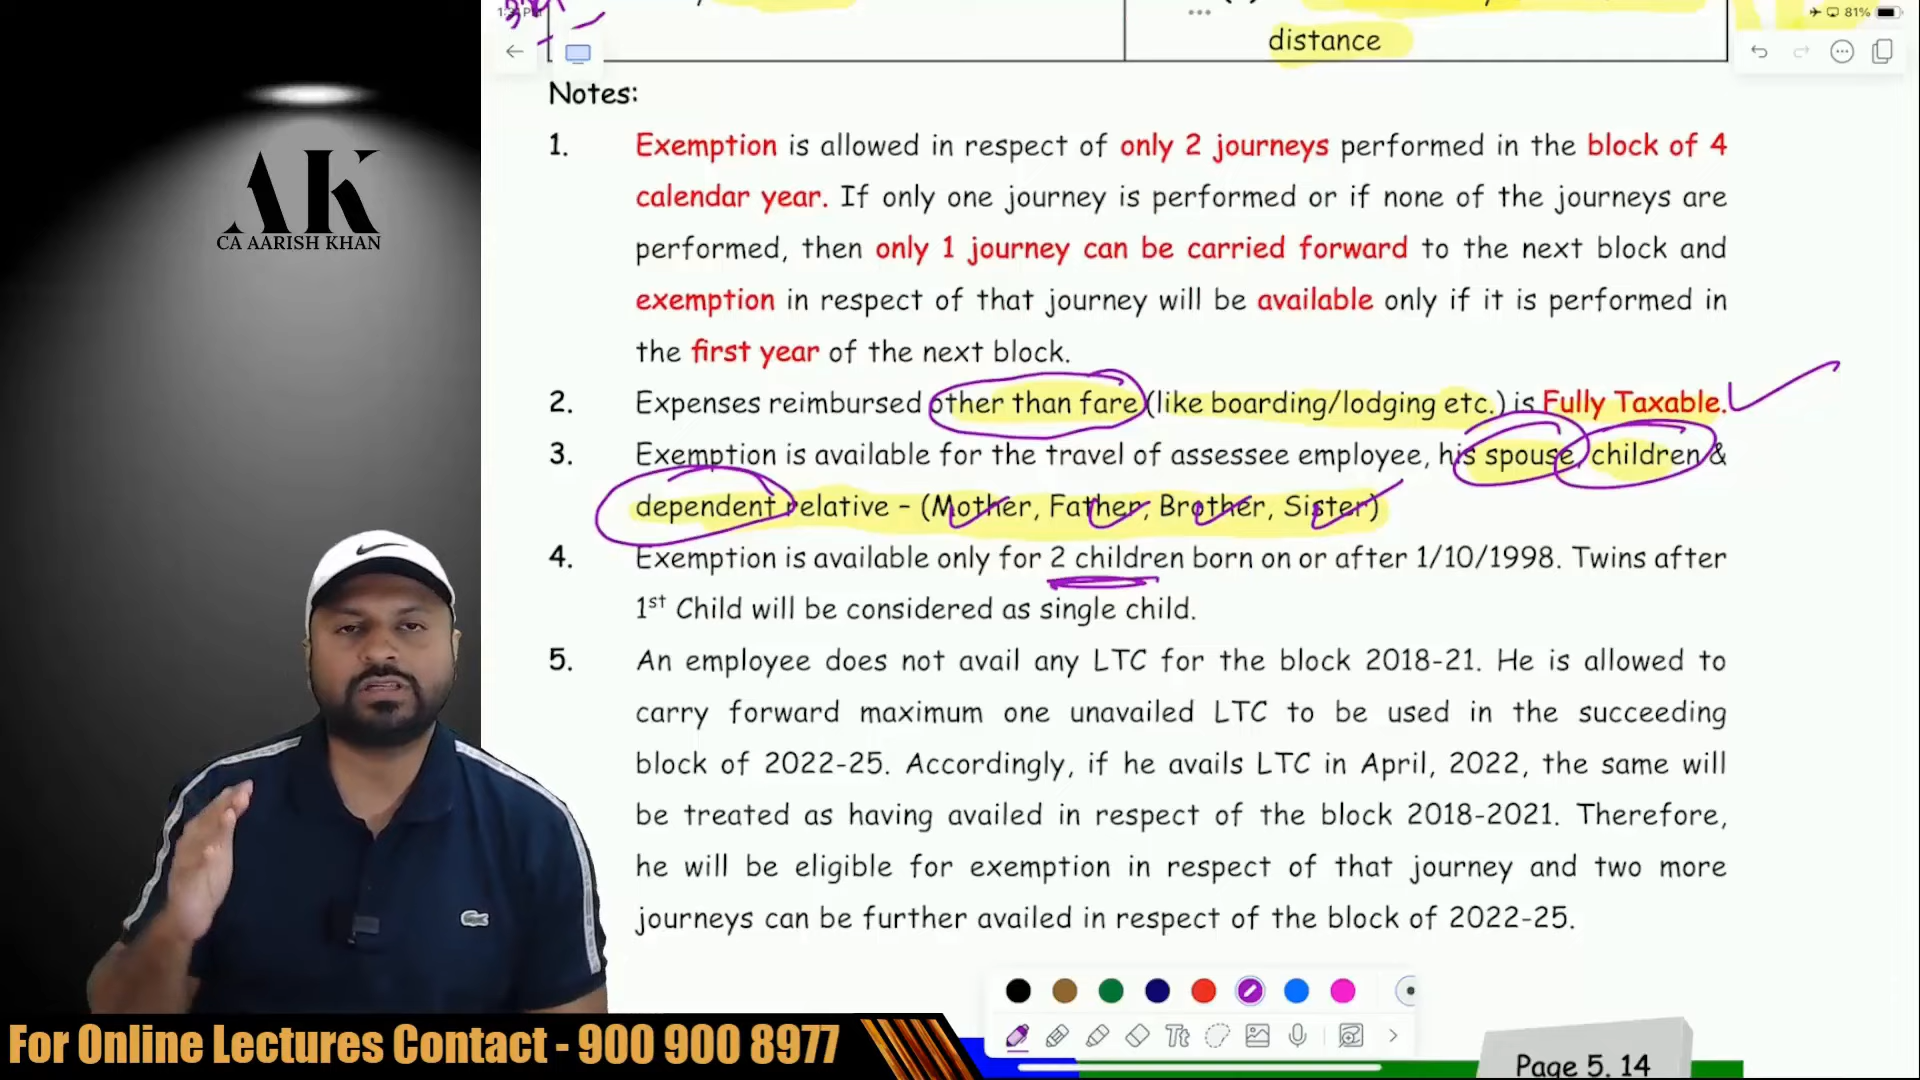 81%
distance
Notes:
1. Exemption is allowed in respect of only 2 journeys performed in the block of 4
calendar year. If only one journey is performed or if none of the journeys are
performed, then only 1 journey can be carried forward to the next block and
exemption in respect of that journey will be available only if it is performed in
the first year of the next block.
2. Expenses reimbursed other than fare (like boarding/lodging etc.) is Fully Taxable.
3. Exemption is available for the travel of assessee employee, his spouse, children &
dependent relative – (Mother, Father, Brother, Sister)
4. Exemption is available only for 2 children born on or after 1/10/1998. Twins after
1st Child will be considered as single child.
5. An employee does not avail any LTC for the block 2018-21. He is allowed to
carry forward maximum one unavailed LTC to be used in the succeeding
block of 2022-25. Accordingly, if he avails LTC in April, 2022, the same will
be treated as having availed in respect of the block 2018-2021. Therefore,
he will be eligible for exemption in respect of that journey and two more
journeys can be further availed in respect of the block of 2022-25.
AK
CA AARISH KHAN
Tt
For Online Lectures Contact - 900 900 8977
Page 5. 14